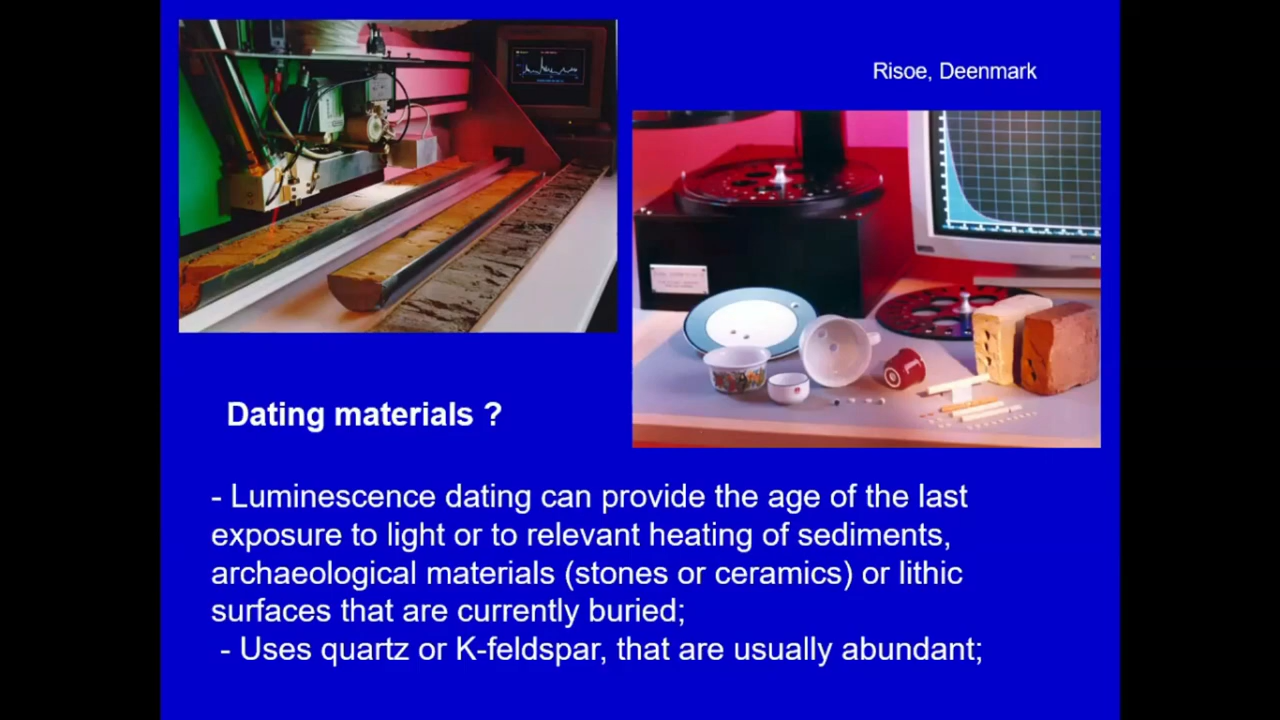 Risoe, Deenmark
Dating materials ?
- Luminescence dating can provide the age of the last
exposure to light or to relevant heating of sediments,
archaeological materials (stones or ceramics) or lithic
surfaces that are currently buried;
- Uses quartz or K-feldspar, that are usually abundant;